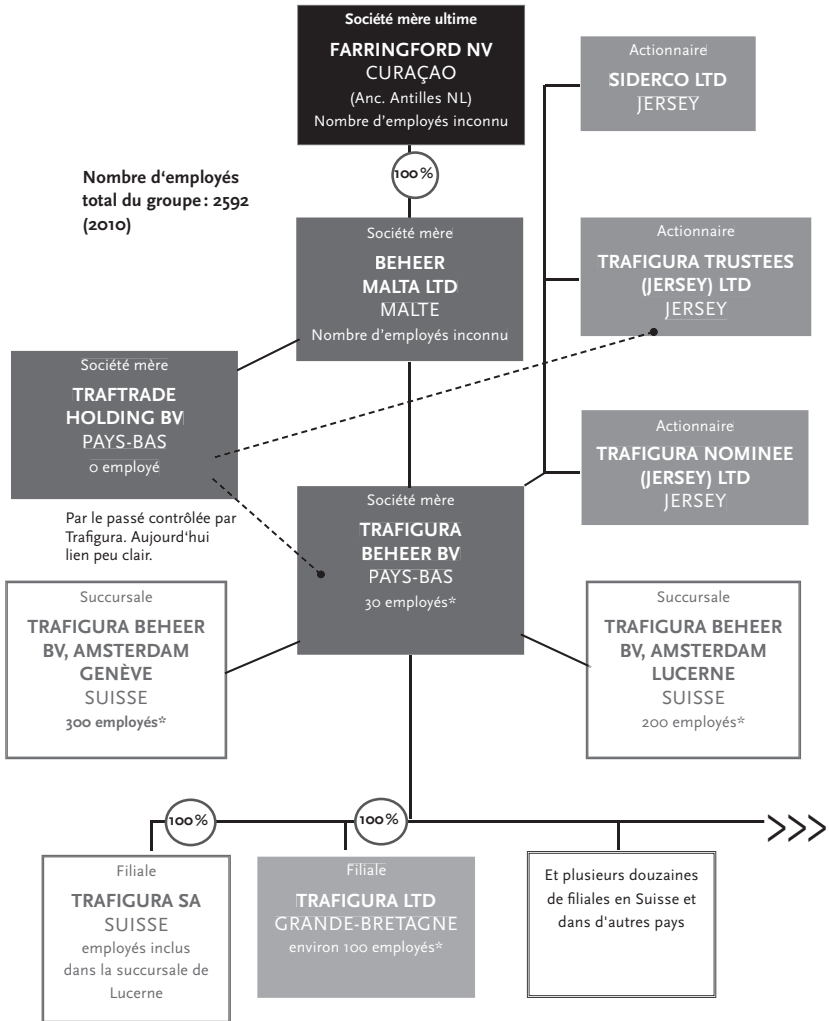 Société mère ultime
FARRINGFORD NV
CURAÇAO
(Anc. Antilles NL)
Nombre d'employés inconnu
Actionnaire
SIDERCO LTD
JERSEY
100%
Nombre d'employés
total du groupe : 2592
(2010)
Société mère
BEHEER
MALTA LTD
MALTE
Nombre d'employés inconnu
Actionnaire
TRAFIGURA TRUSTEES
(JERSEY) LTD
JERSEY
Société mère
TRAFTRADE
HOLDING BV
PAYS-BAS
0 employé
Actionnaire
TRAFIGURA NOMINEE
(JERSEY) LTD
JERSEY
Par le passé contrôlée par
Trafigura. Aujourd'hui
lien peu clair.
Société mère
TRAFIGURA
BEHEER BV
PAYS-BAS
30 employés*
Succursale
TRAFIGURA BEHEER
BV, AMSTERDAM
GENÈVE
SUISSE
300 employés*
Succursale
TRAFIGURA BEHEER
BV, AMSTERDAM
LUCERNE
SUISSE
200 employés*
100%
100%
Filiale
TRAFIGURA SA
SUISSE
employés inclus
dans la succursale de
Lucerne
Filiale
TRAFIGURA LTD
GRANDE-BRETAGNE
environ 100 employés*
Et plusieurs douzaines
de filiales en Suisse et
dans d'autres pays